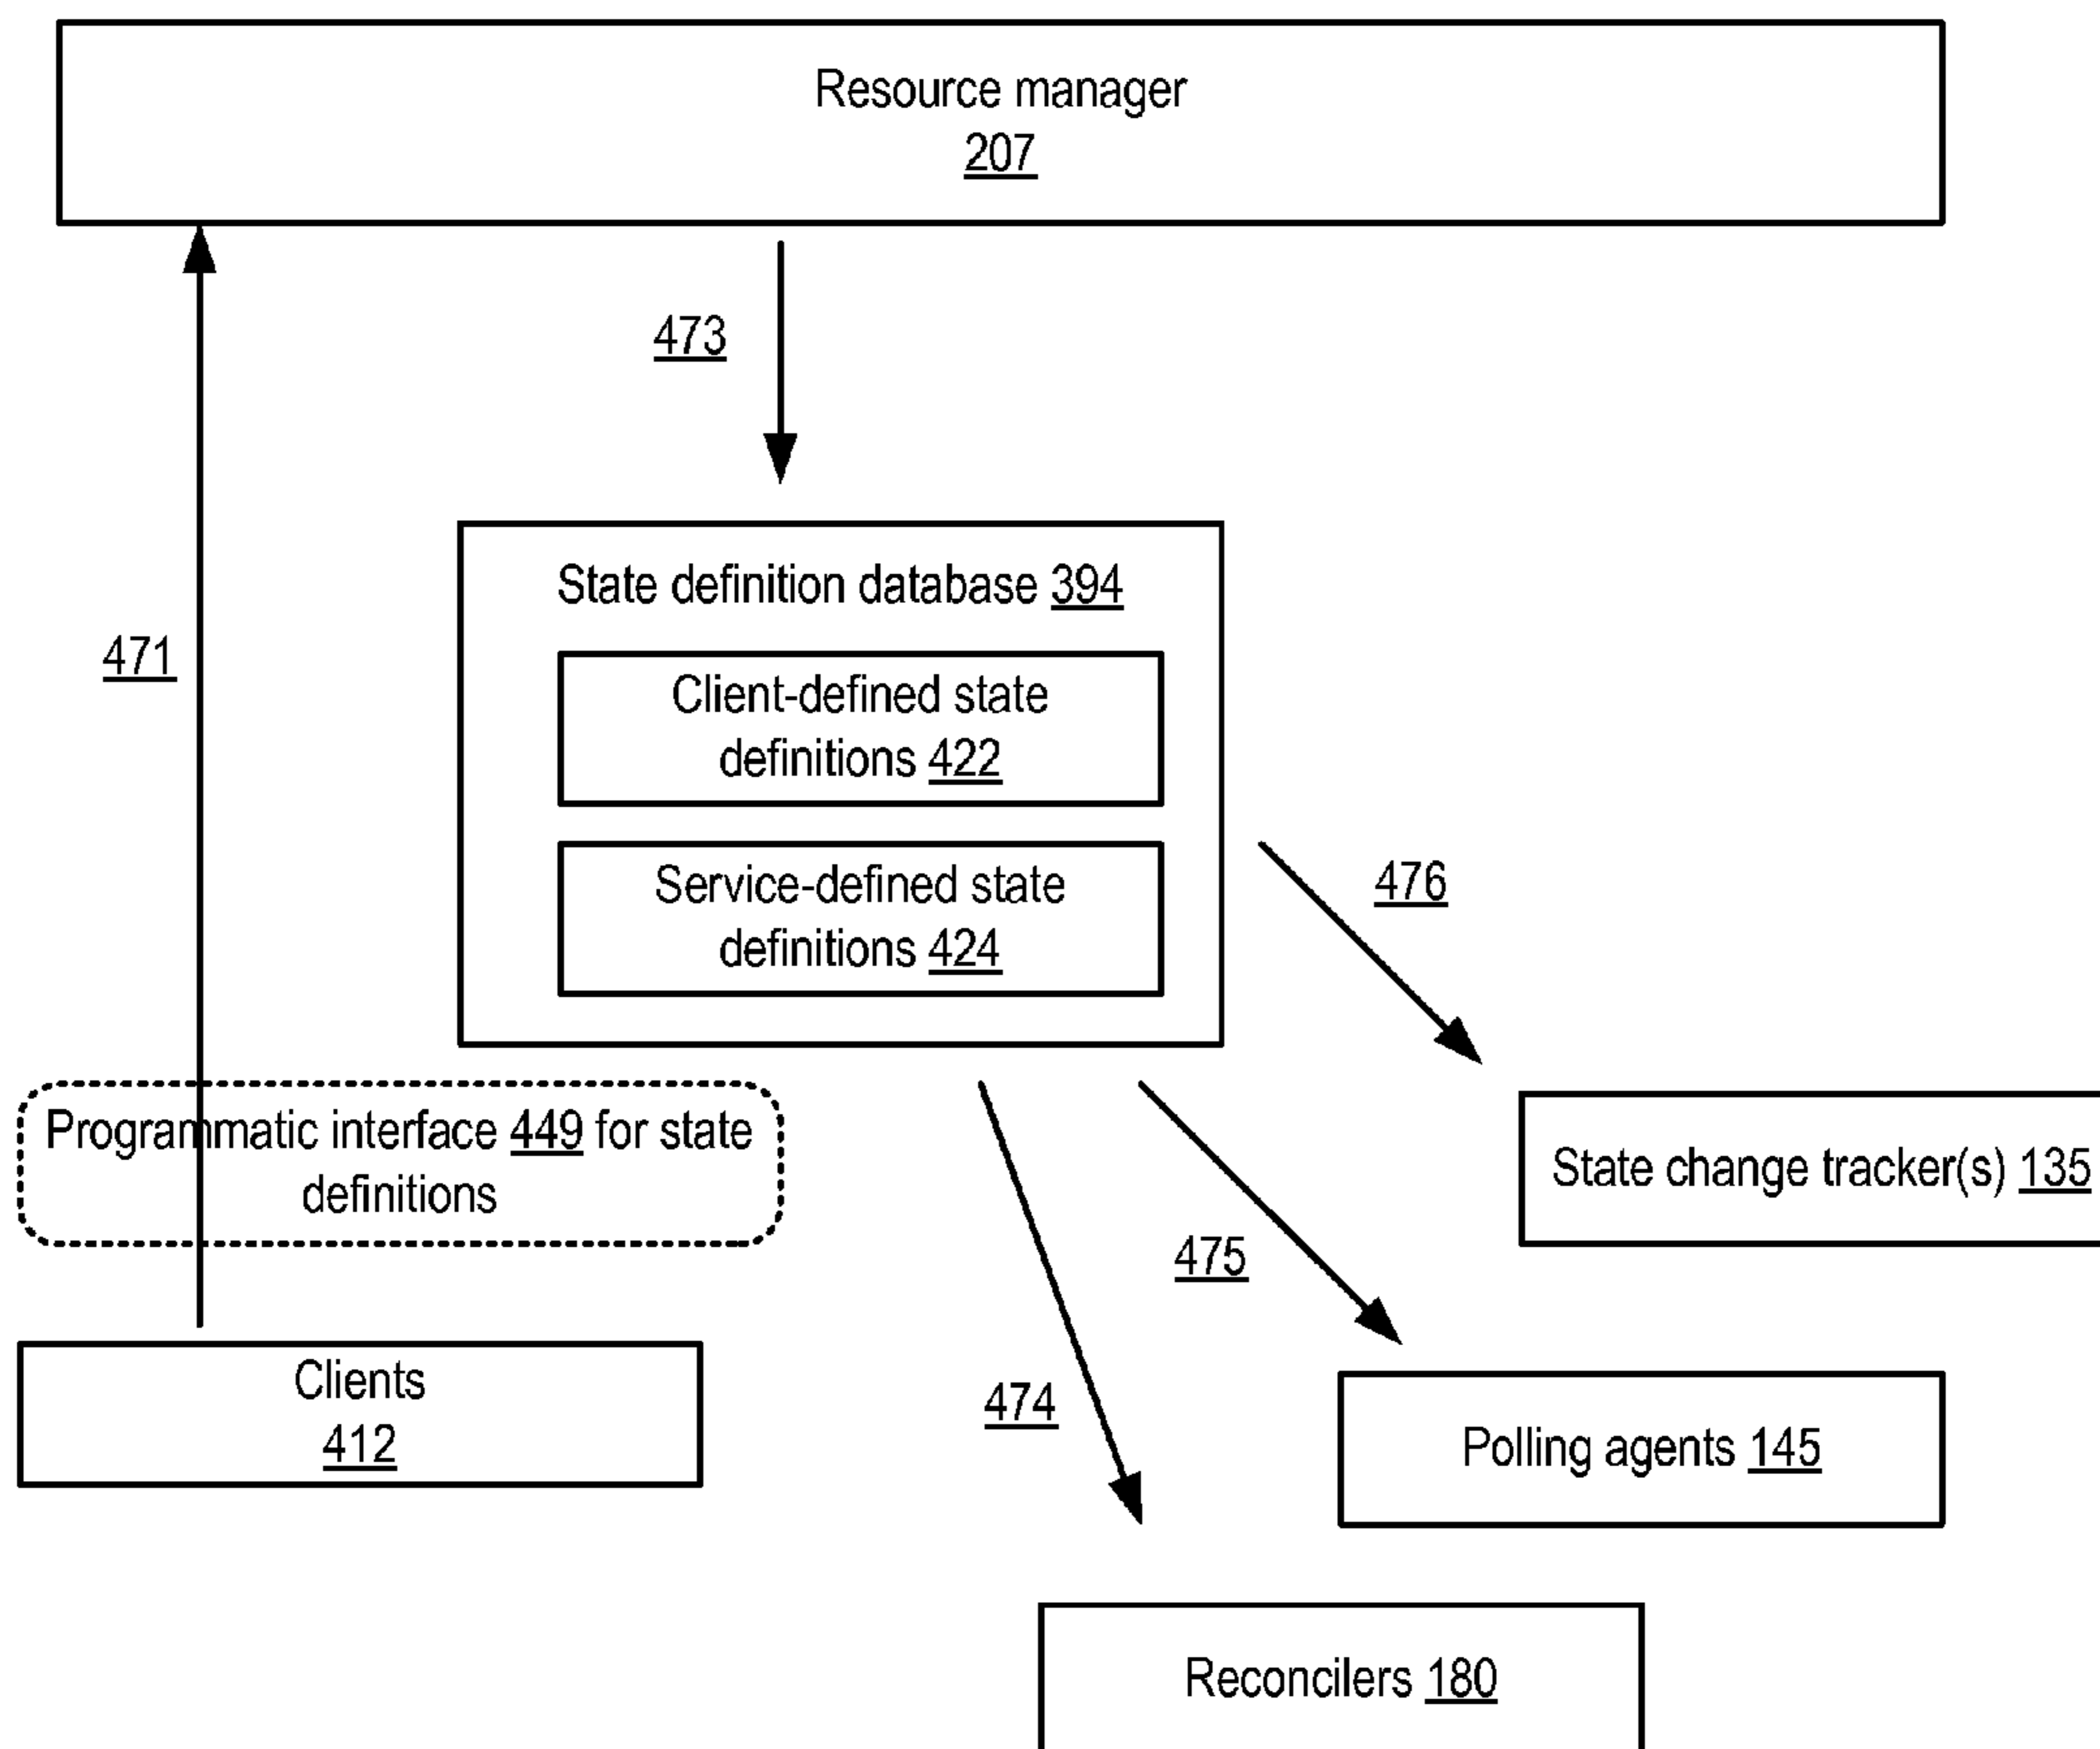 Resource manager
207
473
State definition database 394
471
Client-defined state
definitions 422
Service-defined state
definitions 424
476
Programmatic interface 449 for state
definitions
State change tracker(s) 135
475
Clients
412
474
Polling agents 145
Reconcilers 180